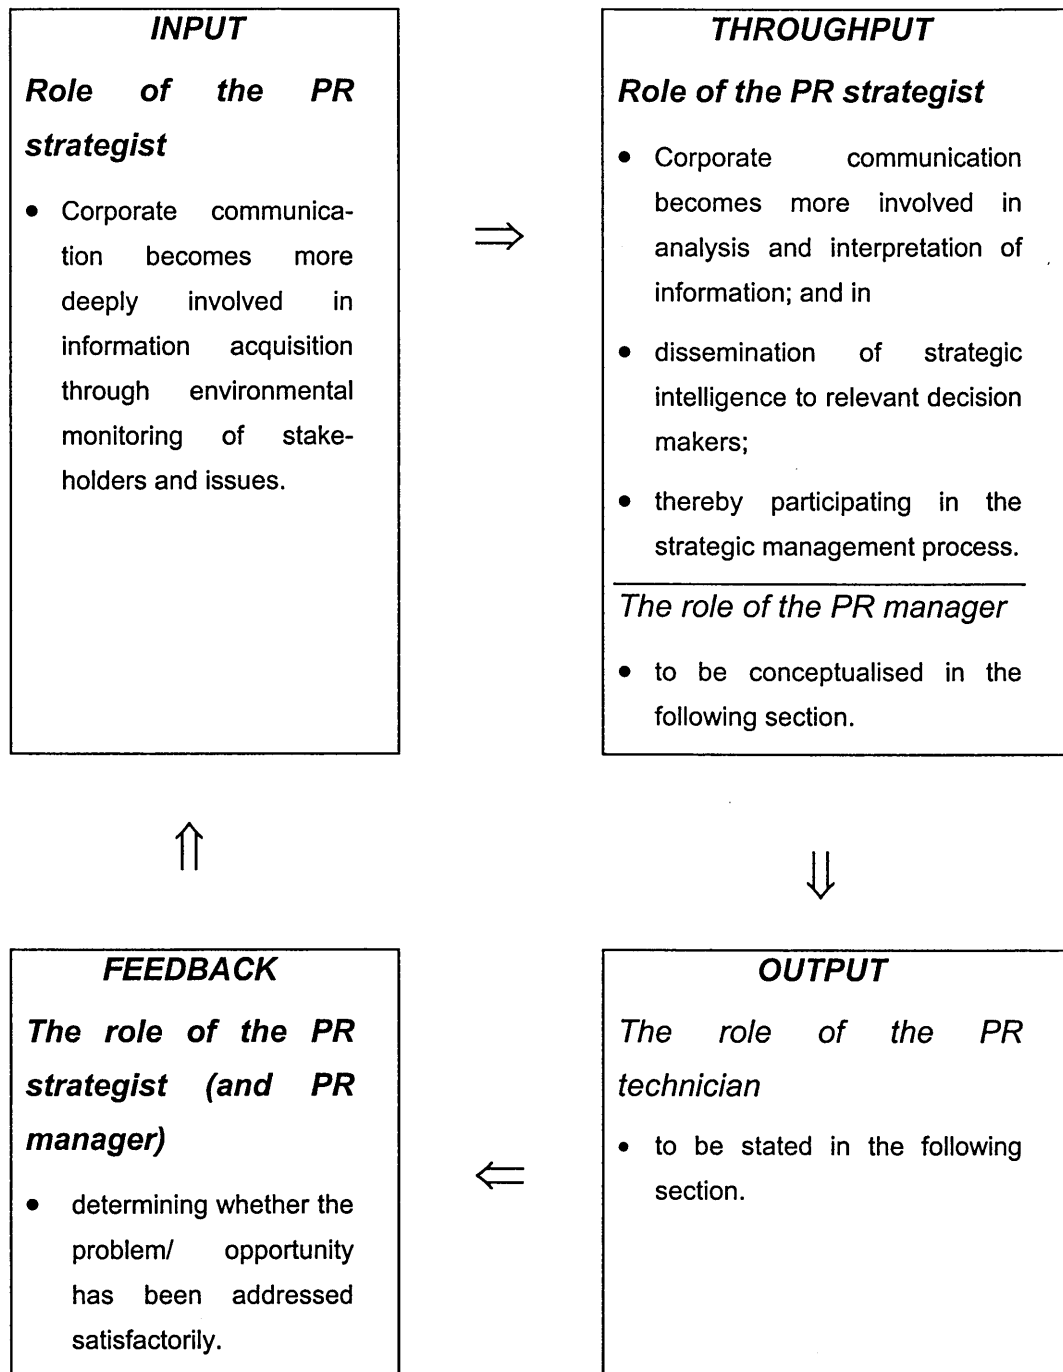 INPUT
Role of the PR
strategist
• Corporate communica-
tion becomes more
deeply involved in
information acquisition
through environmental
monitoring of stake-
holders and issues.
⇒
THROUGHPUT
Role of the PR strategist
• Corporate communication
becomes more involved in
analysis and interpretation of
information; and in
• dissemination of strategic
intelligence to relevant decision
makers;
• thereby participating in the
strategic management process.
The role of the PR manager
• to be conceptualised in the
following section.
⇑
⇓
FEEDBACK
The role of the PR
strategist (and PR
manager)
• determining whether the
problem/ opportunity
has been addressed
satisfactorily.
⇐
OUTPUT
The role of the PR
technician
• to be stated in the following
section.